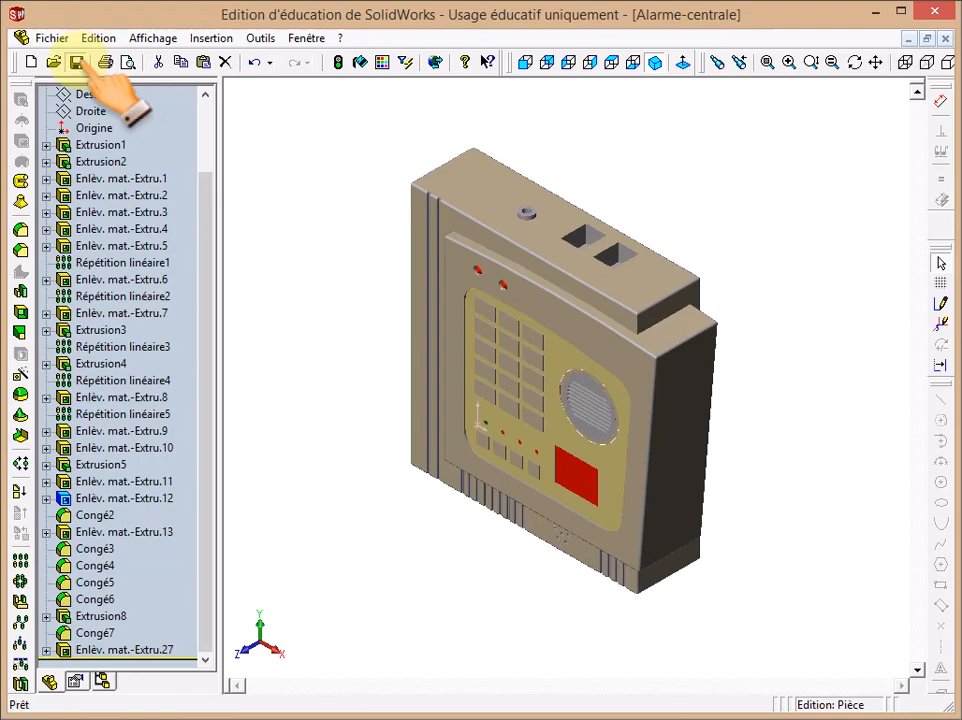 Edition d'éducation de SolidWorks - Usage éducatif uniquement - [Alarme-centrale]
Fichier Edition Affichage Insertion Outils Fenêtre ?
Droite
Origine
Extrusion1
Extrusion2
Enlèv. mat.-Extru.1
Enlèv. mat.-Extru.2
Enlèv. mat.-Extru.3
Enlèv. mat.-Extru.4
Enlèv. mat.-Extru.5
Répétition linéaire1
Enlèv. mat.-Extru.6
Répétition linéaire2
Enlèv. mat.-Extru.7
Extrusion3
Répétition linéaire3
Extrusion4
Répétition linéaire4
Enlèv. mat.-Extru.8
Répétition linéaire5
Enlèv. mat.-Extru.9
Enlèv. mat.-Extru.10
Extrusion5
Enlèv. mat.-Extru.11
Enlèv. mat.-Extru.12
Congé2
Enlèv. mat.-Extru.13
Congé3
Congé4
Congé5
Congé6
Extrusion8
Congé7
Enlèv. mat.-Extru.27
Y
Z X
Prêt
Edition: Pièce